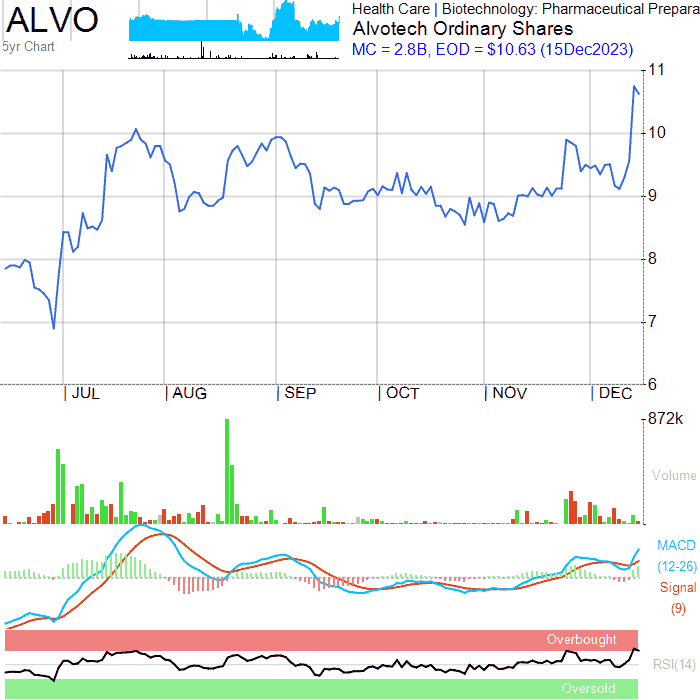 ALVO
5yr Chart
Health Care | Biotechnology: Pharmaceutical Prepara
Alvotech Ordinary Shares
MC = 2.8B, EOD = $10.63 (15Dec2023)
11
10
9
8
7
6
JUL AUG SEP OCT NOV DEC
872k
Volume
MACD
(12-26)
Signal
(9)
Overbought
RSI(14)
Oversold